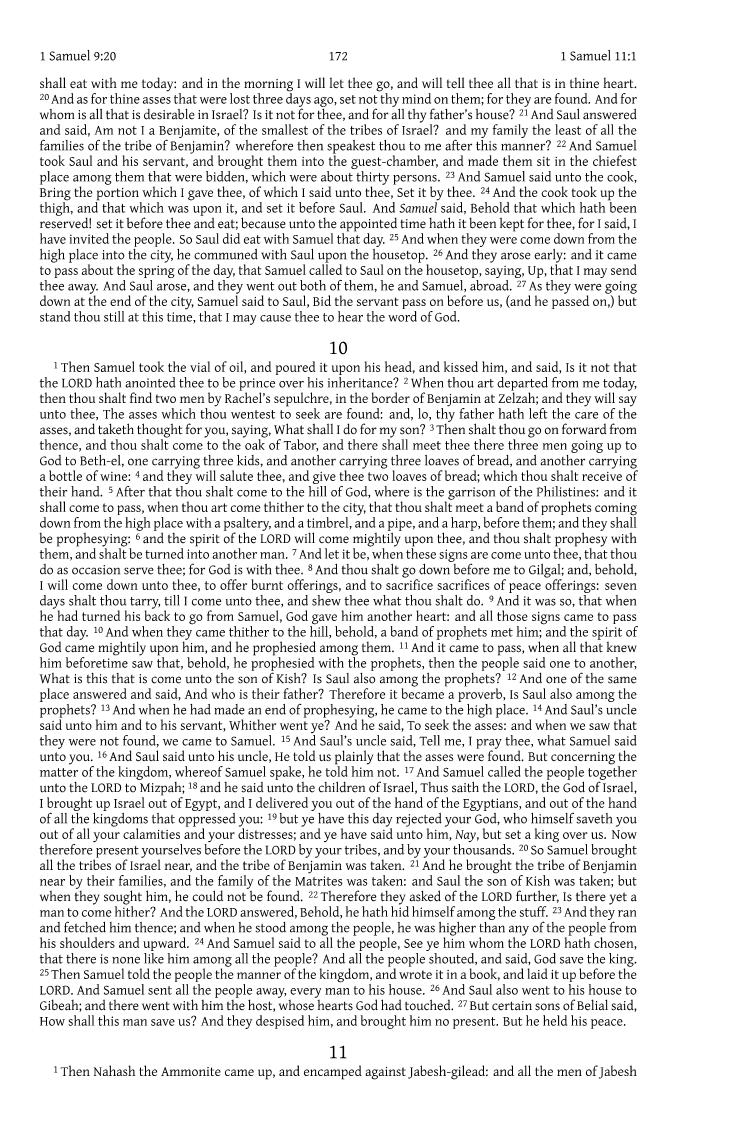 1 Samuel 9:20 172 1 Samuel 11:1
shall eat with me today: and in the morning I will let thee go, and will tell thee all that is in thine heart.
20 And as for thine asses that were lost three days ago, set not thy mind on them; for they are found. And for
whom is all that is desirable in Israel? Is it not for thee, and for all thy father's house? 21 And Saul answered
and said, Am not I a Benjamite, of the smallest of the tribes of Israel? and my family the least of all the
families of the tribe of Benjamin? wherefore then speakest thou to me after this manner? 22 And Samuel
took Saul and his servant, and brought them into the guest-chamber, and made them sit in the chiefest
place among them that were bidden, which were about thirty persons. 23 And Samuel said unto the cook,
Bring the portion which I gave thee, of which I said unto thee, Set it by thee. 24 And the cook took up the
thigh, and that which was upon it, and set it before Saul. And Samuel said, Behold that which hath been
reserved! set it before thee and eat; because unto the appointed time hath it been kept for thee, for I said, I
have invited the people. So Saul did eat with Samuel that day. 25 And when they were come down from the
high place into the city, he communed with Saul upon the housetop. 26 And they arose early: and it came
to pass about the spring of the day, that Samuel called to Saul on the housetop, saying, Up, that I may send
thee away. And Saul arose, and they went out both of them, he and Samuel, abroad. 27 As they were going
down at the end of the city, Samuel said to Saul, Bid the servant pass on before us, (and he passed on,) but
stand thou still at this time, that I may cause thee to hear the word of God.
10
1 Then Samuel took the vial of oil, and poured it upon his head, and kissed him, and said, Is it not that
the LORD hath anointed thee to be prince over his inheritance? 2 When thou art departed from me today,
then thou shalt find two men by Rachel's sepulchre, in the border of Benjamin at Zelzah; and they will say
unto thee, The asses which thou wentest to seek are found: and, lo, thy father hath left the care of the
asses, and taketh thought for you, saying, What shall I do for my son? 3 Then shalt thou go on forward from
thence, and thou shalt come to the oak of Tabor, and there shall meet thee there three men going up to
God to Beth-el, one carrying three kids, and another carrying three loaves of bread, and another carrying
a bottle of wine: 4 and they will salute thee, and give thee two loaves of bread; which thou shalt receive of
their hand. 5 After that thou shalt come to the hill of God, where is the garrison of the Philistines: and it
shall come to pass, when thou art come thither to the city, that thou shalt meet a band of prophets coming
down from the high place with a psaltery, and a timbrel, and a pipe, and a harp, before them; and they shall
be prophesying: 6 and the spirit of the LORD will come mightily upon thee, and thou shalt prophesy with
them, and shalt be turned into another man. 7 And let it be, when these signs are come unto thee, that thou
do as occasion serve thee; for God is with thee. 8 And thou shalt go down before me to Gilgal; and, behold,
I will come down unto thee, to offer burnt offerings, and to sacrifice sacrifices of peace offerings: seven
days shalt thou tarry, till I come unto thee, and shew thee what thou shalt do. 9 And it was so, that when
he had turned his back to go from Samuel, God gave him another heart: and all those signs came to pass
that day. 10 And when they came thither to the hill, behold, a band of prophets met him; and the spirit of
God came mightily upon him, and he prophesied among them. 11 And it came to pass, when all that knew
him beforetime saw that, behold, he prophesied with the prophets, then the people said one to another,
What is this that is come unto the son of Kish? Is Saul also among the prophets? 12 And one of the same
place answered and said, And who is their father? Therefore it became a proverb, Is Saul also among the
prophets? 13 And when he had made an end of prophesying, he came to the high place. 14 And Saul's uncle
said unto him and to his servant, Whither went ye? And he said, To seek the asses: and when we saw that
they were not found, we came to Samuel. 15 And Saul's uncle said, Tell me, I pray thee, what Samuel said
unto you. 16 And Saul said unto his uncle, He told us plainly that the asses were found. But concerning the
matter of the kingdom, whereof Samuel spake, he told him not. 17 And Samuel called the people together
unto the LORD to Mizpah; 18 and he said unto the children of Israel, Thus saith the LORD, the God of Israel,
I brought up Israel out of Egypt, and I delivered you out of the hand of the Egyptians, and out of the hand
of all the kingdoms that oppressed you: 19 but ye have this day rejected your God, who himself saveth you
out of all your calamities and your distresses; and ye have said unto him, Nay, but set a king over us. Now
therefore present yourselves before the LORD by your tribes, and by your thousands. 20 So Samuel brought
all the tribes of Israel near, and the tribe of Benjamin was taken. 21 And he brought the tribe of Benjamin
near by their families, and the family of the Matrites was taken: and Saul the son of Kish was taken; but
when they sought him, he could not be found. 22 Therefore they asked of the LORD further, Is there yet a
man to come hither? And the LORD answered, Behold, he hath hid himself among the stuff. 23 And they ran
and fetched him thence; and when he stood among the people, he was higher than any of the people from
his shoulders and upward. 24 And Samuel said to all the people, See ye him whom the LORD hath chosen,
that there is none like him among all the people? And all the people shouted, and said, God save the king.
25 Then Samuel told the people the manner of the kingdom, and wrote it in a book, and laid it up before the
LORD. And Samuel sent all the people away, every man to his house. 26 And Saul also went to his house to
Gibeah; and there went with him the host, whose hearts God had touched. 27 But certain sons of Belial said,
How shall this man save us? And they despised him, and brought him no present. But he held his peace.
11
1 Then Nahash the Ammonite came up, and encamped against Jabesh-gilead: and all the men of Jabesh